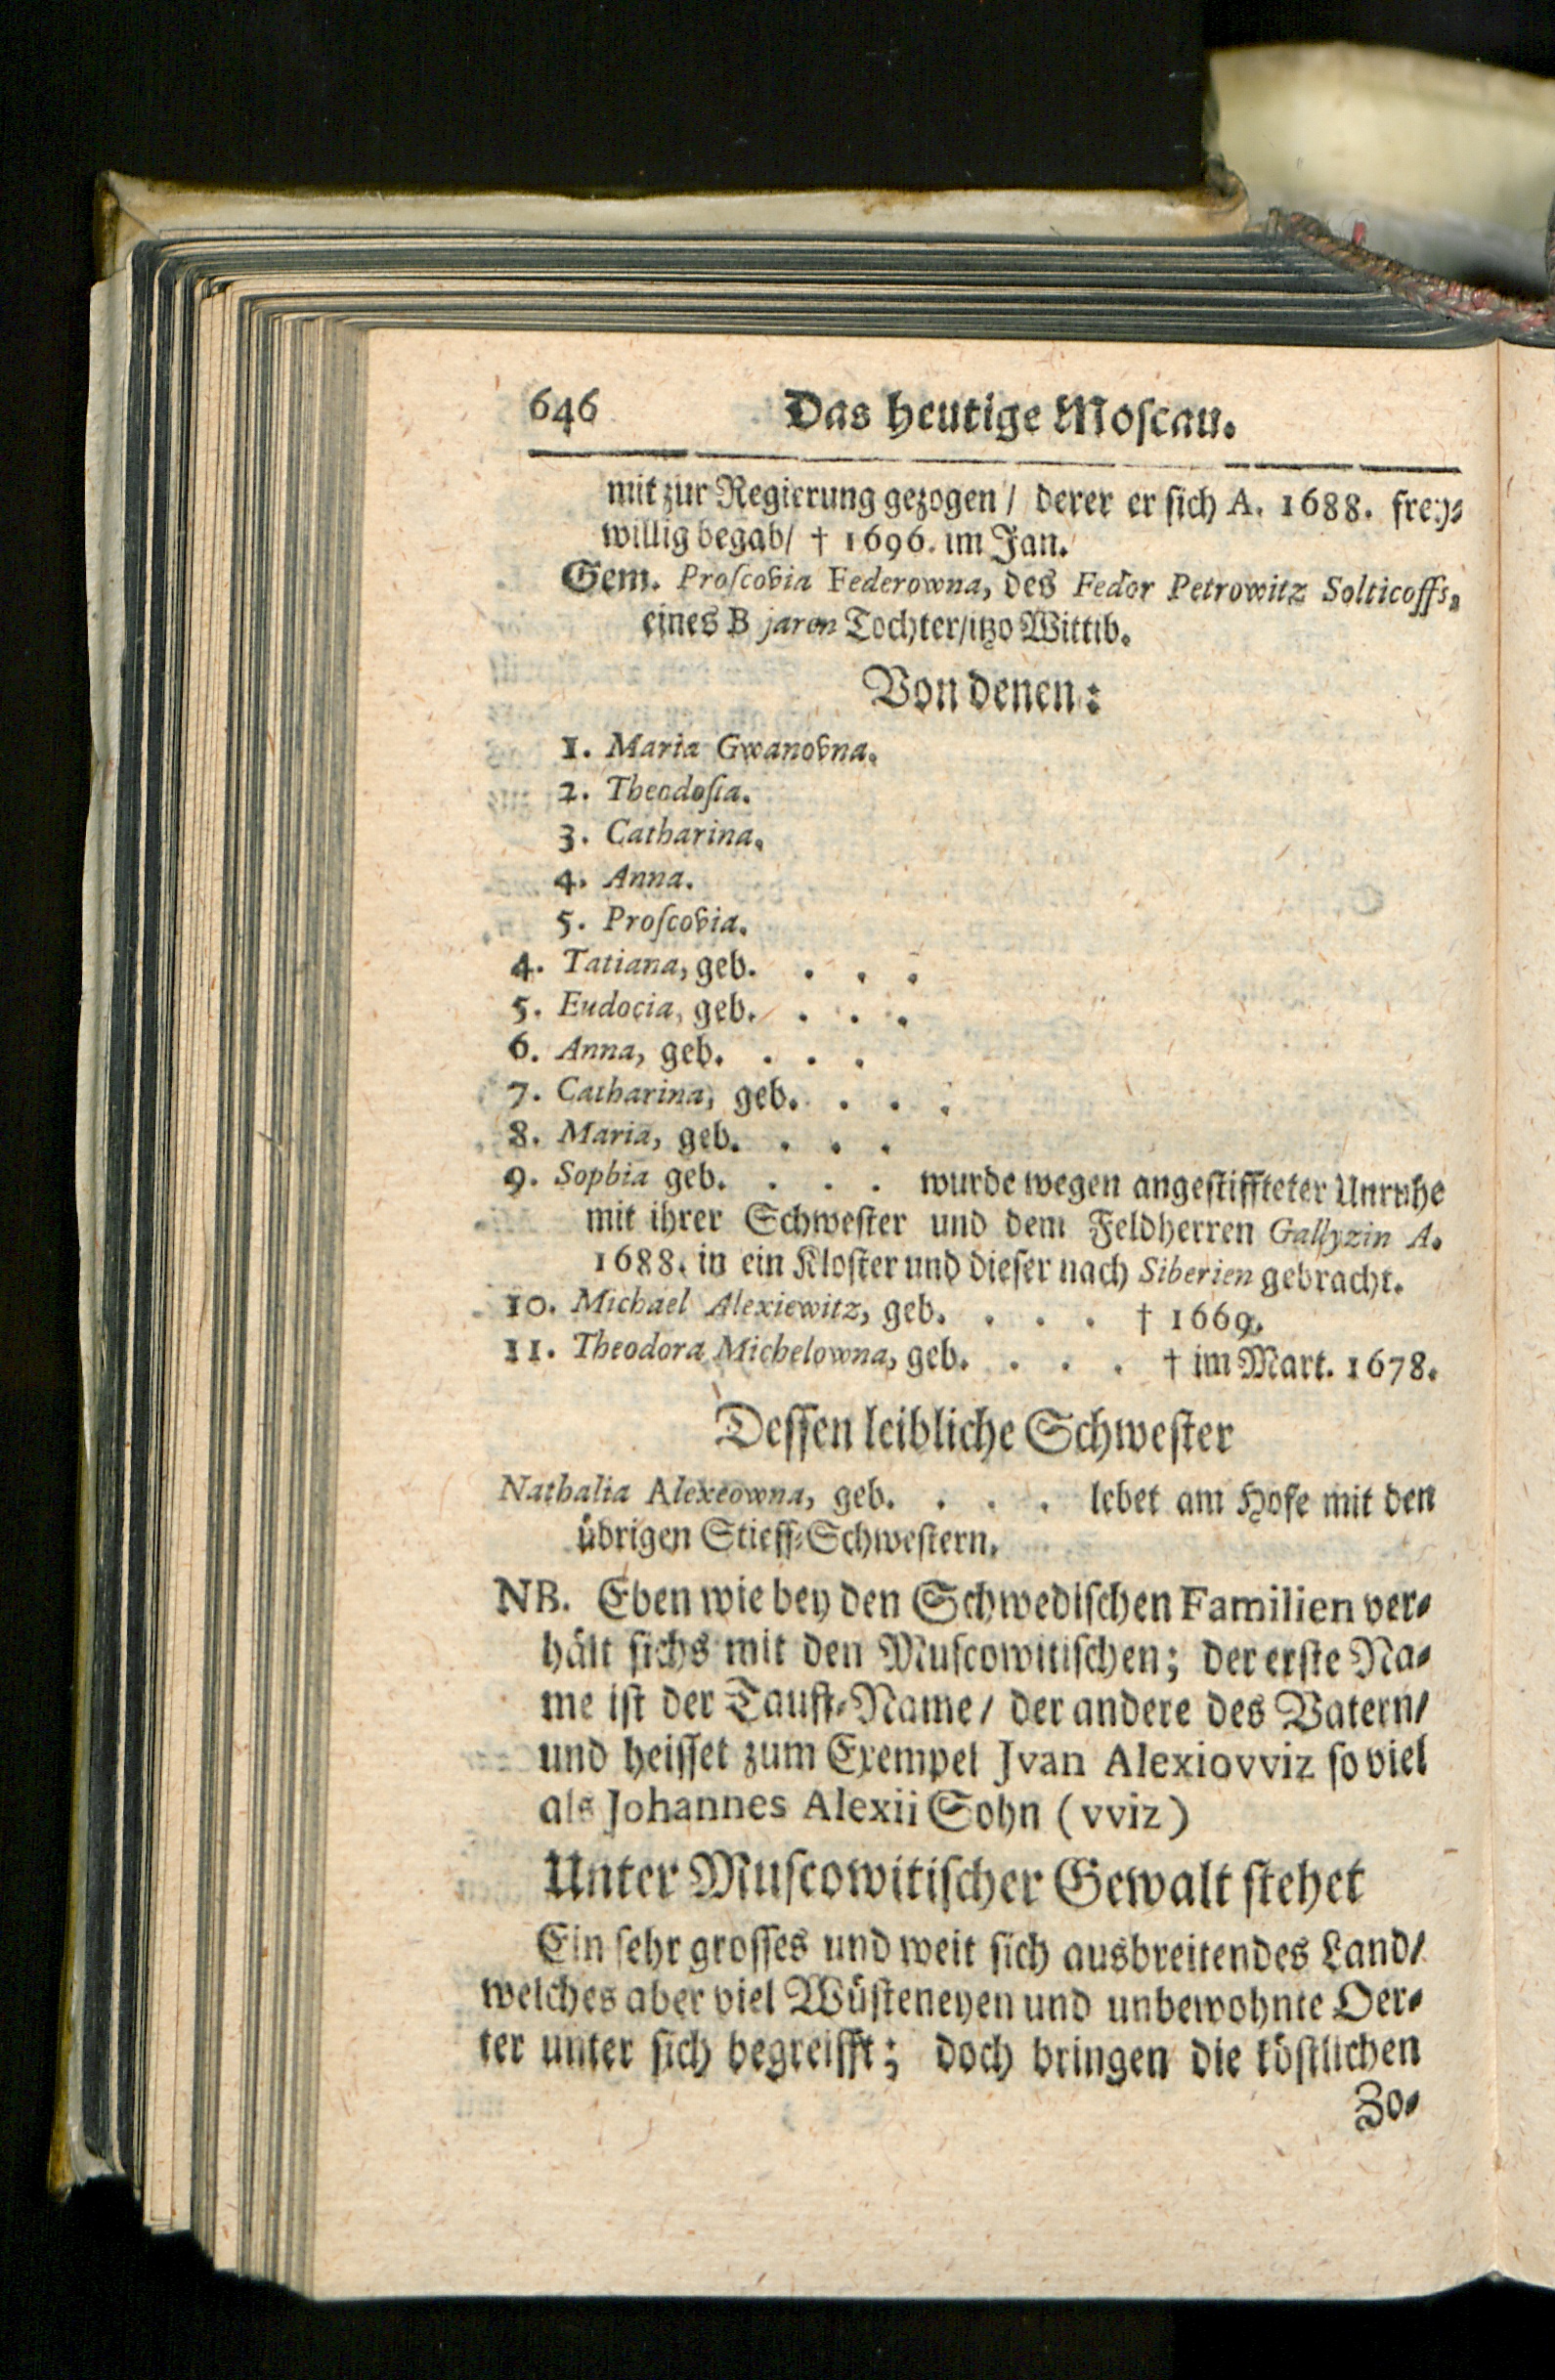 646 Das heutige Moſcau.
mit zur Regierung gezogen / derer er ſich A. 1688. frey⸗
willig begab/ † 1696. im Jan.
Gem. Proſcovia Federowna, des Fedor Petrowitz Solticoffs,
eines B jaren Tochter/itzo Wittib.
Von denen:
1. Maria Gwanovna.
2. Theodoſia.
3. Catharina.
4. Anna.
5. Proſcovia.
4. Tatiana, geb. . . .
5. Eudocia, geb. . . .
6. Anna, geb. . . .
7. Catharina, geb. . . .
8. Maria, geb. . . .
9. Sophia geb. . . . wurde wegen angeſtiffteter Unruhe
mit ihrer Schweſter und dem Feldherren Gallyzin A.
1688. in ein Kloſter und dieſer nach Siberien gebracht.
10. Michael Alexiewitz, geb. . . . † 1669.
11. Theodora Michelowna, geb. . . . † im Mart. 1678.
Deſſen leibliche Schweſter
Nathalia Alexeowna, geb. . . . lebet am Hofe mit den
übrigen Stieff⸗Schweſtern.
NB. Eben wie bey den Schwediſchen Familien ver⸗
hält ſichs mit den Muſcowitiſchen; der erſte Na⸗
me iſt der Tauff⸗Name / der andere des Vatern/
und heiſſet zum Exempel Jvan Alexiovviz ſo viel
als Johannes Alexii Sohn (vviz)
Unter Muſcowitiſcher Gewalt ſtehet
Ein ſehr groſſes und weit ſich ausbreitendes Land/
welches aber viel Wüſteneyen und unbewohnte Oer⸗
ter unter ſich begreifft; doch bringen die köſtlichen
Zo⸗